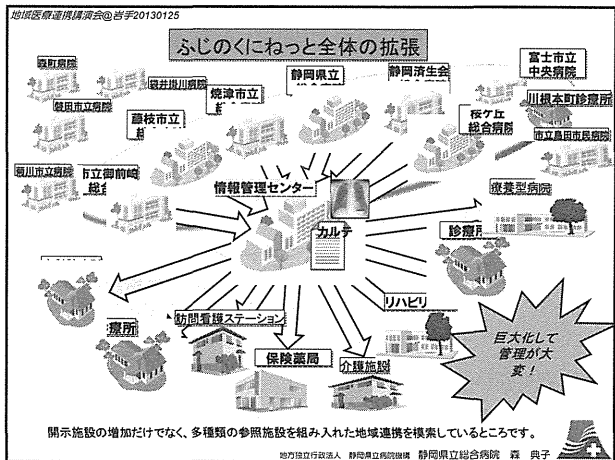 地域医療連携講演会@岩手20130125
ふじのくにねっと全体の拡張
森町病院
袋井掛川病院
磐田市立病院
藤枝市立
焼津市立
静岡県立
静岡済生会
富士市立
中央病院
川根本町診療所
桜ケ丘
総合病院
市立島田市民病院
菊川市立病院
市立御前崎
総合
情報管理センター
カルテ
療養型病院
診療所
療所
訪問看護ステーション
保険薬局
介護施設
リハビリ
巨大化して
管理が大
変！
開示施設の増加だけでなく、多種類の参照施設を組み入れた地域連携を模索しているところです。
地方独立行政法人 静岡県立病院機構 静岡県立総合病院 森 典子